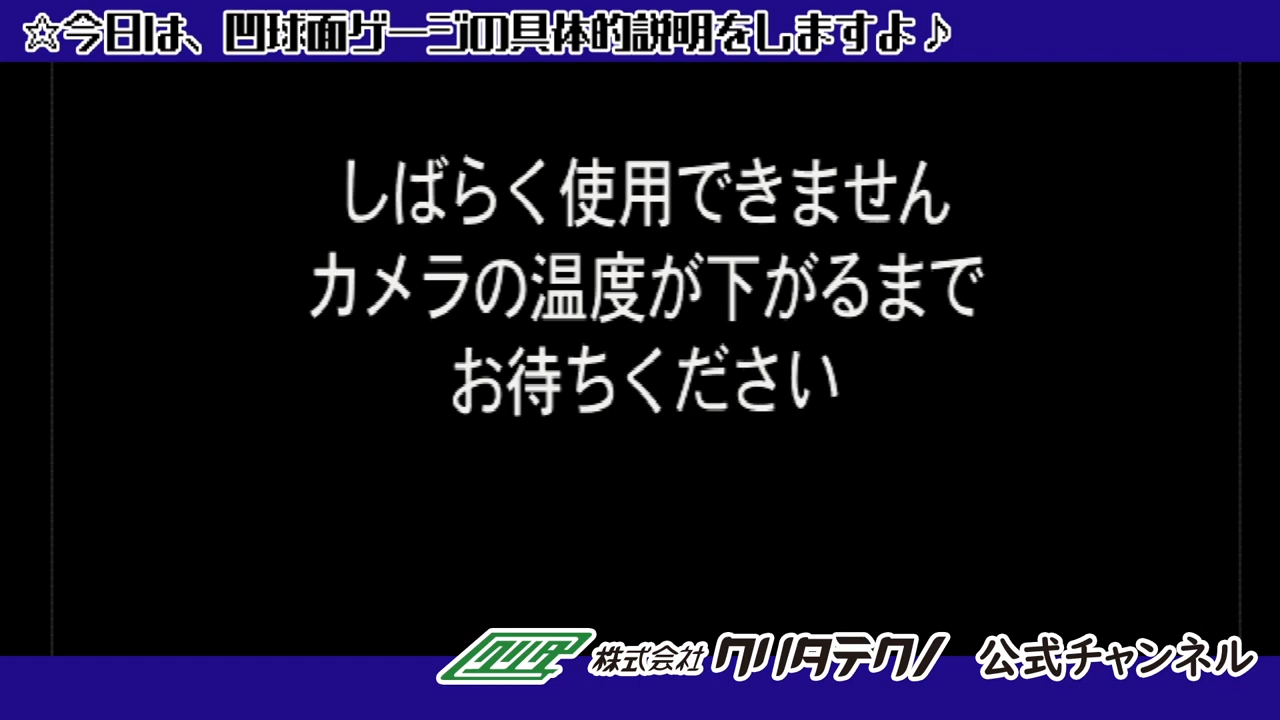 ☆今日は、凹球面ゲージの具体的説明をしますよ♪
しばらく使用できません
カメラの温度が下がるまで
お待ちください
クリタ 株式会社クリタテクノ 公式チャンネル